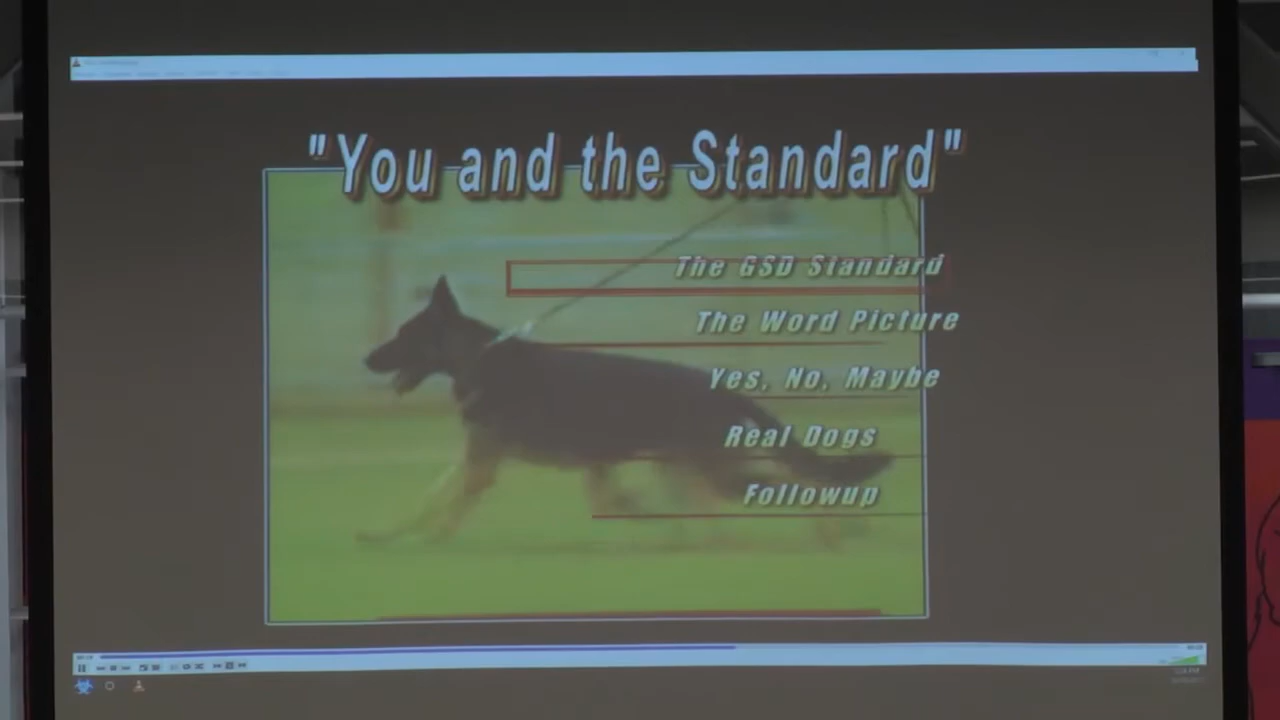 "You and the Standard"
The GSD Standard
The Word Picture
Yes, No, Maybe
Real Dogs
Followup